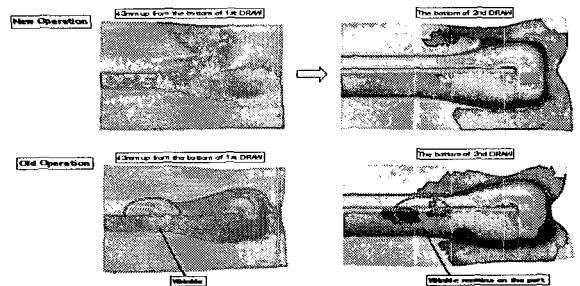 New Operation
43mm up from the bottom of 1st DRAW
The bottom of 2nd DRAW
Old Operation
43mm up from the bottom of 1st DRAW
The bottom of 2nd DRAW
Wrinkle
Wrinkle remains on the part.